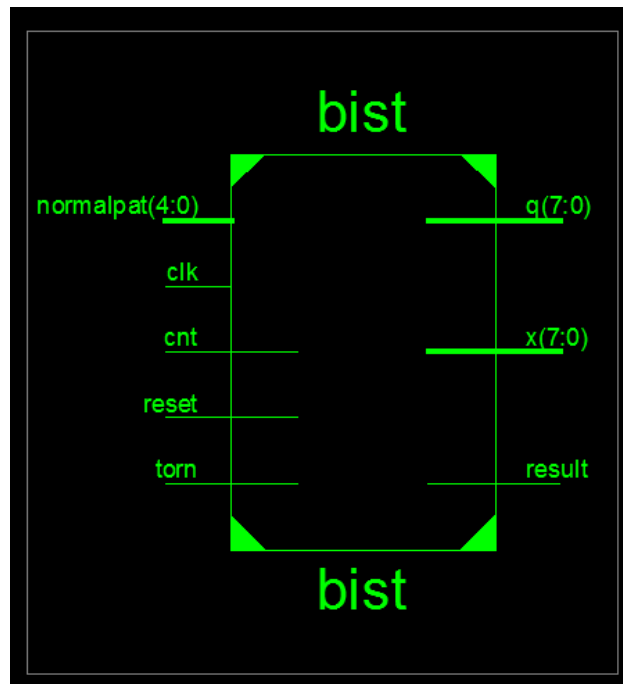 bist
normalpat(4:0)
q(7:0)
clk
cnt
x(7:0)
reset
torn
result
bist